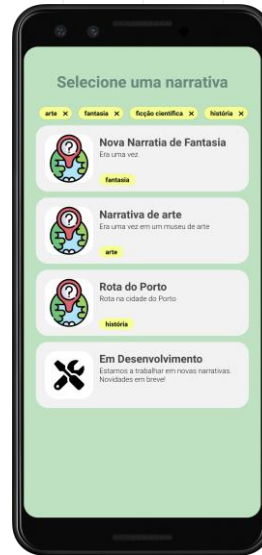 Selecione uma narrativa
arte X fantasia X ficção científica X história X
Nova Narratia de Fantasia
Era uma vez
fantasia
Narrativa de arte
Era uma vez em um museu de arte
arte
Rota do Porto
Rota na cidade do Porto
história
Em Desenvolvimento
Estamos a trabalhar em novas narrativas.
Novidades em breve!